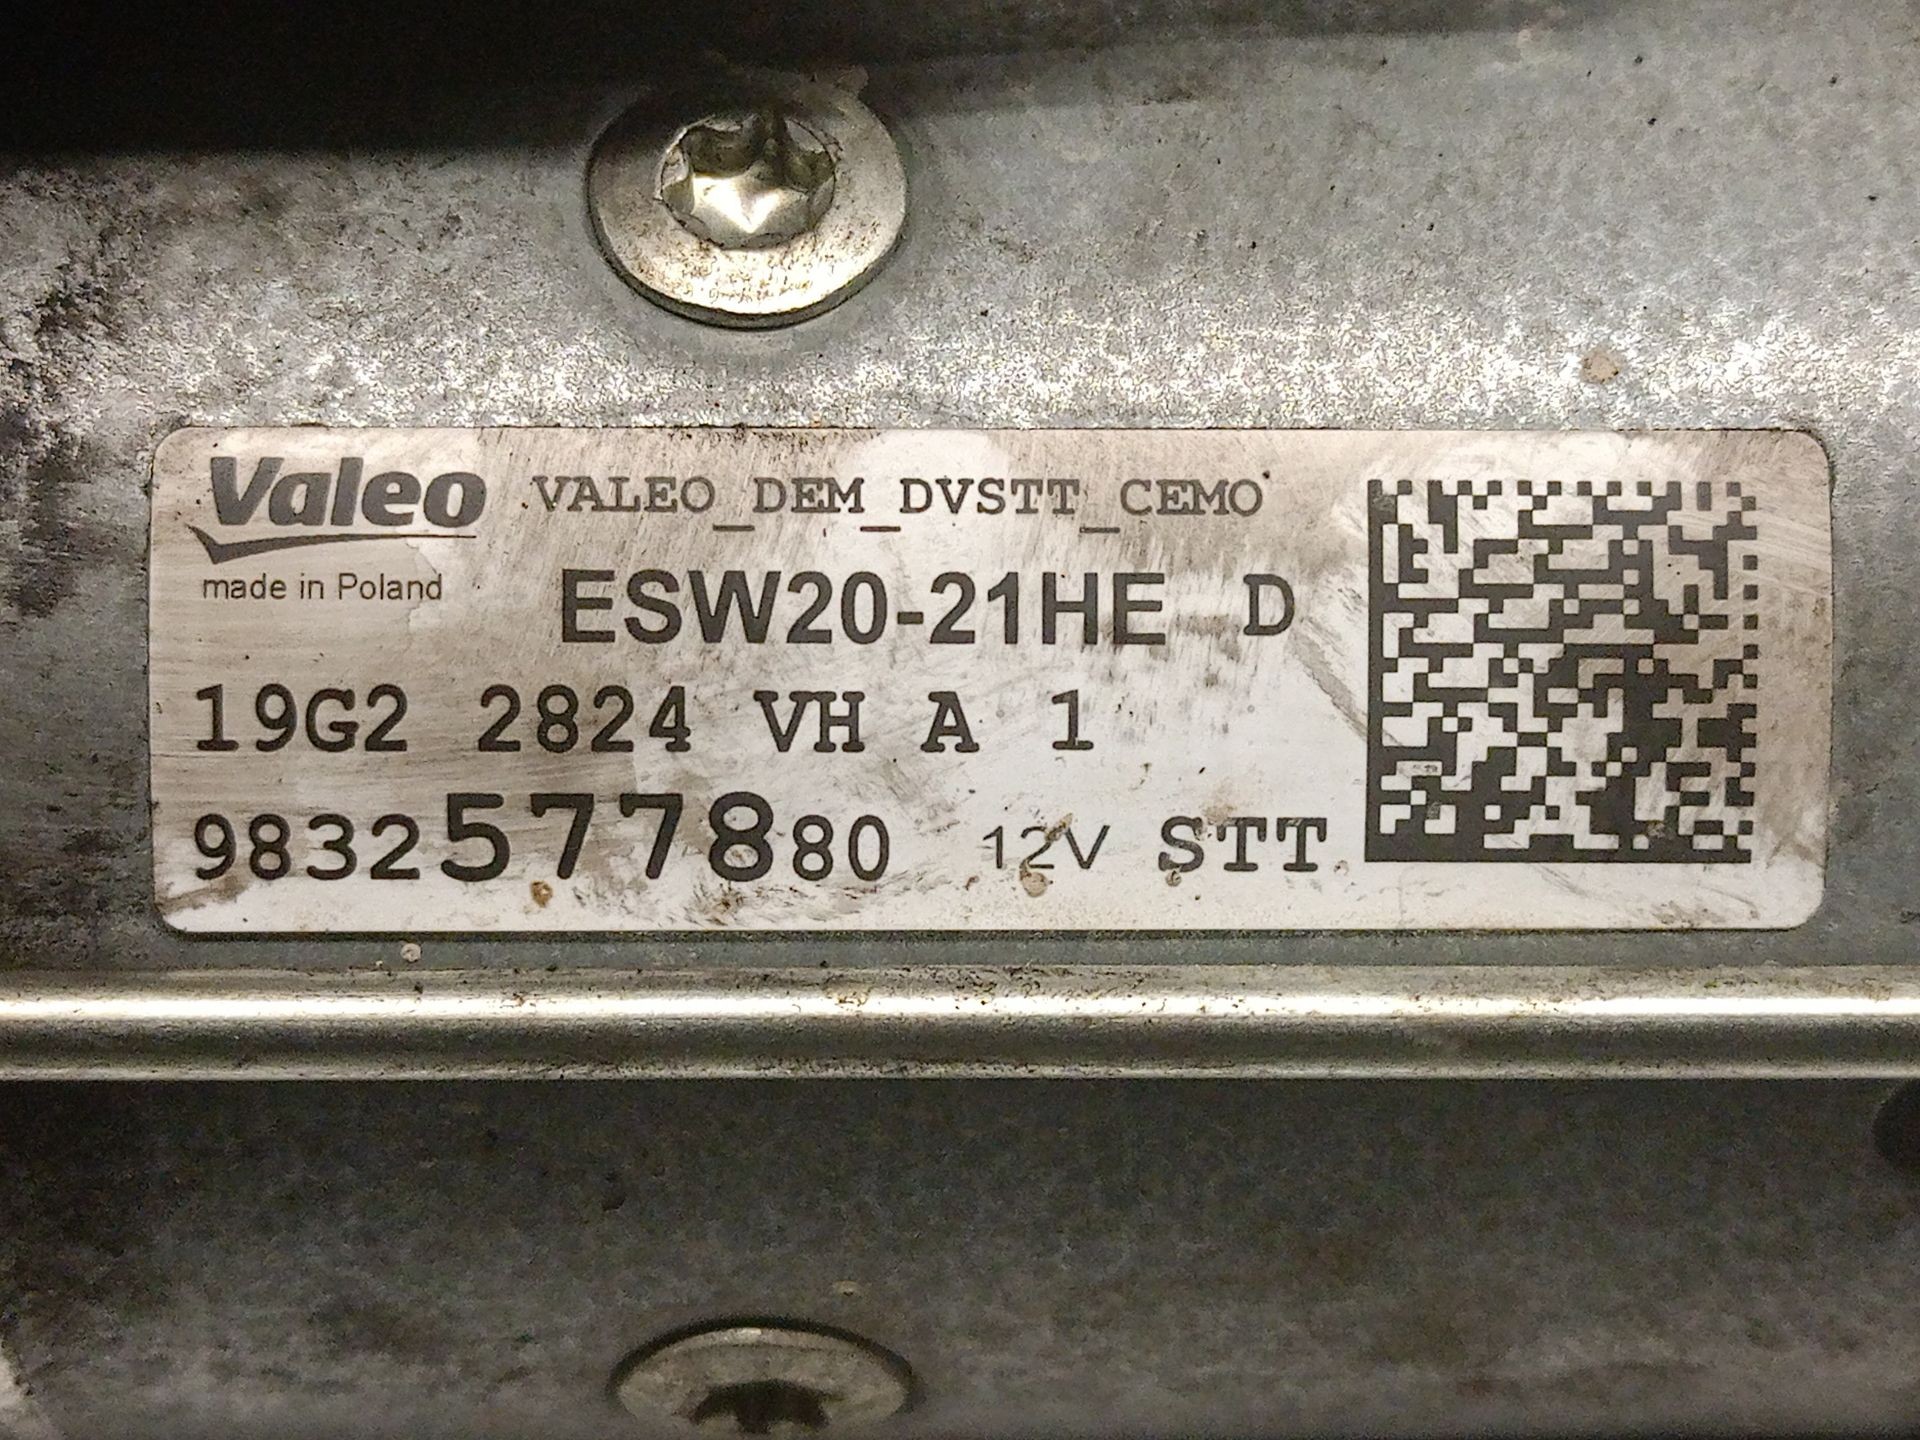 Valeo VALEO_DEM_DVSTT_CEMO
made in Poland ESW20-21HE D
19G2 2824 VH A 1
9832577880 12V STT